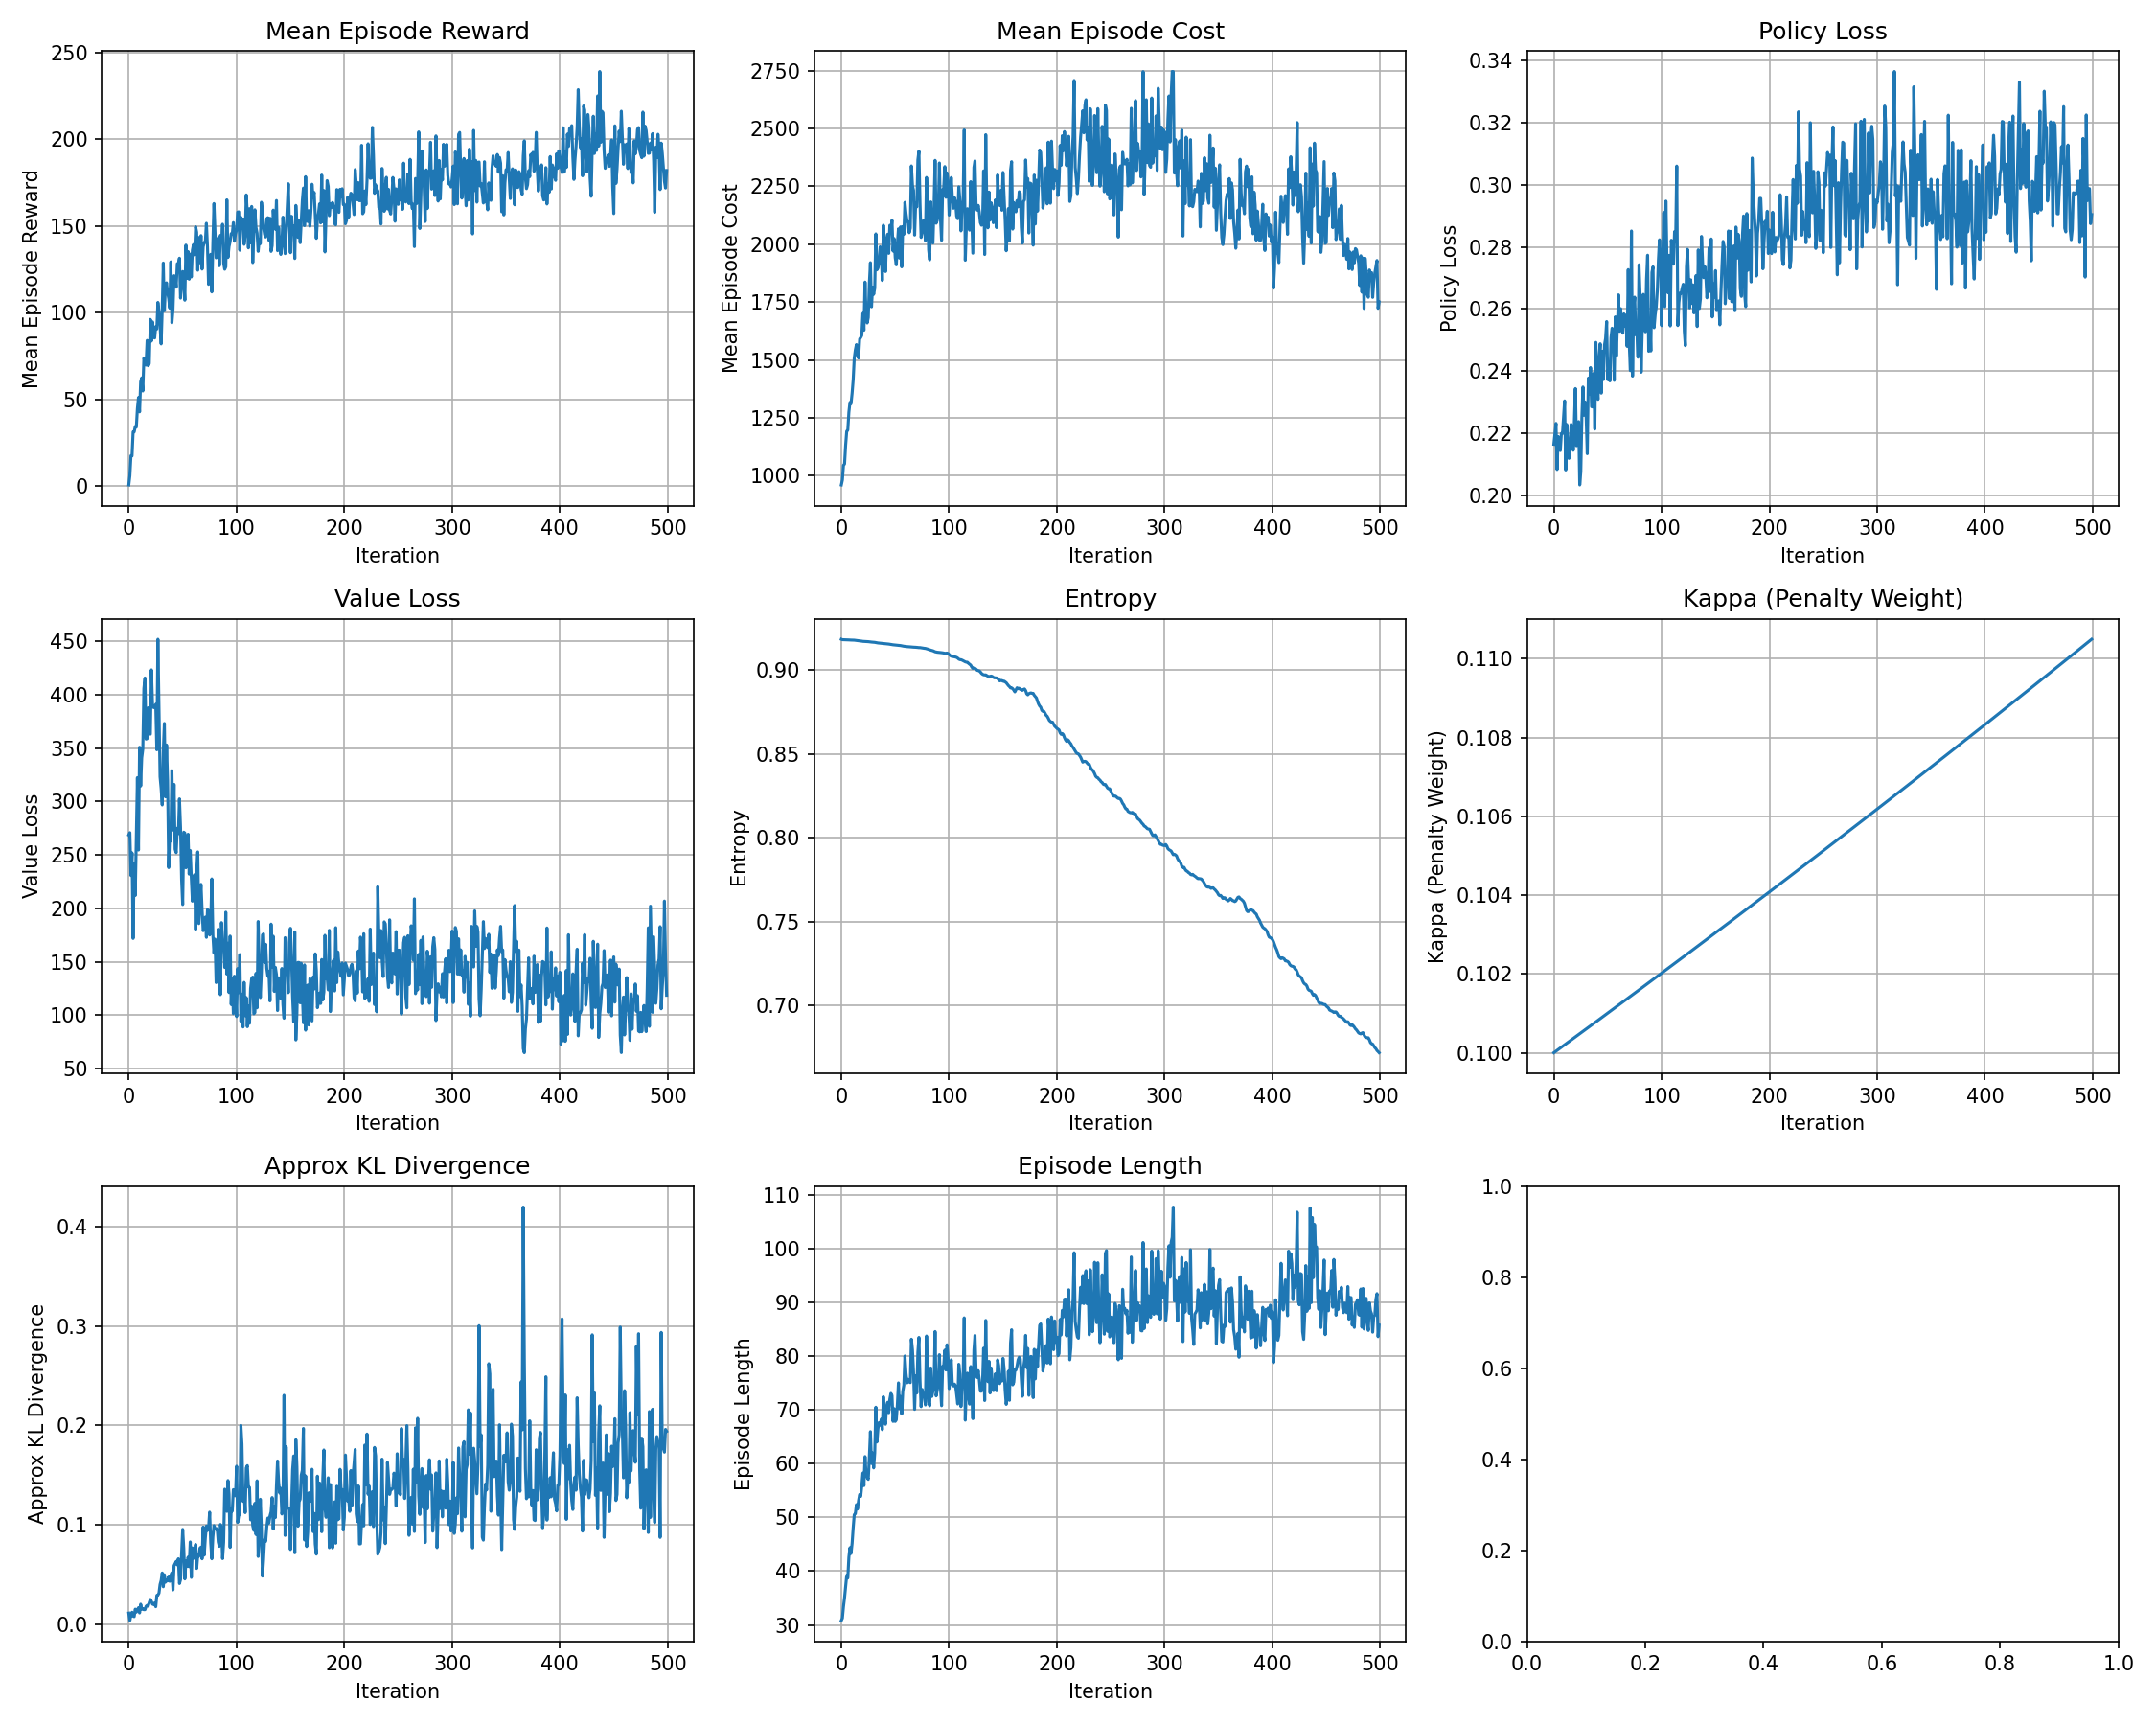 Mean Episode Reward
Mean Episode Cost
Policy Loss
250
200
150
100
50
0
Mean Episode Reward
0 100 200 300 400 500
Iteration
2750
2500
2250
2000
1750
1500
1250
1000
Mean Episode Cost
0 100 200 300 400 500
Iteration
0.34
0.32
0.30
0.28
0.26
0.24
0.22
0.20
Policy Loss
0 100 200 300 400 500
Iteration
Value Loss
Entropy
Kappa (Penalty Weight)
450
400
350
300
250
200
150
100
50
Value Loss
0 100 200 300 400 500
Iteration
0.90
0.85
0.80
0.75
0.70
Entropy
0 100 200 300 400 500
Iteration
0.110
0.108
0.106
0.104
0.102
0.100
Kappa (Penalty Weight)
0 100 200 300 400 500
Iteration
Approx KL Divergence
Episode Length
0.4
0.3
0.2
0.1
0.0
Approx KL Divergence
0 100 200 300 400 500
Iteration
110
100
90
80
70
60
50
40
30
Episode Length
0 100 200 300 400 500
Iteration
1.0
0.8
0.6
0.4
0.2
0.0
0.0 0.2 0.4 0.6 0.8 1.0